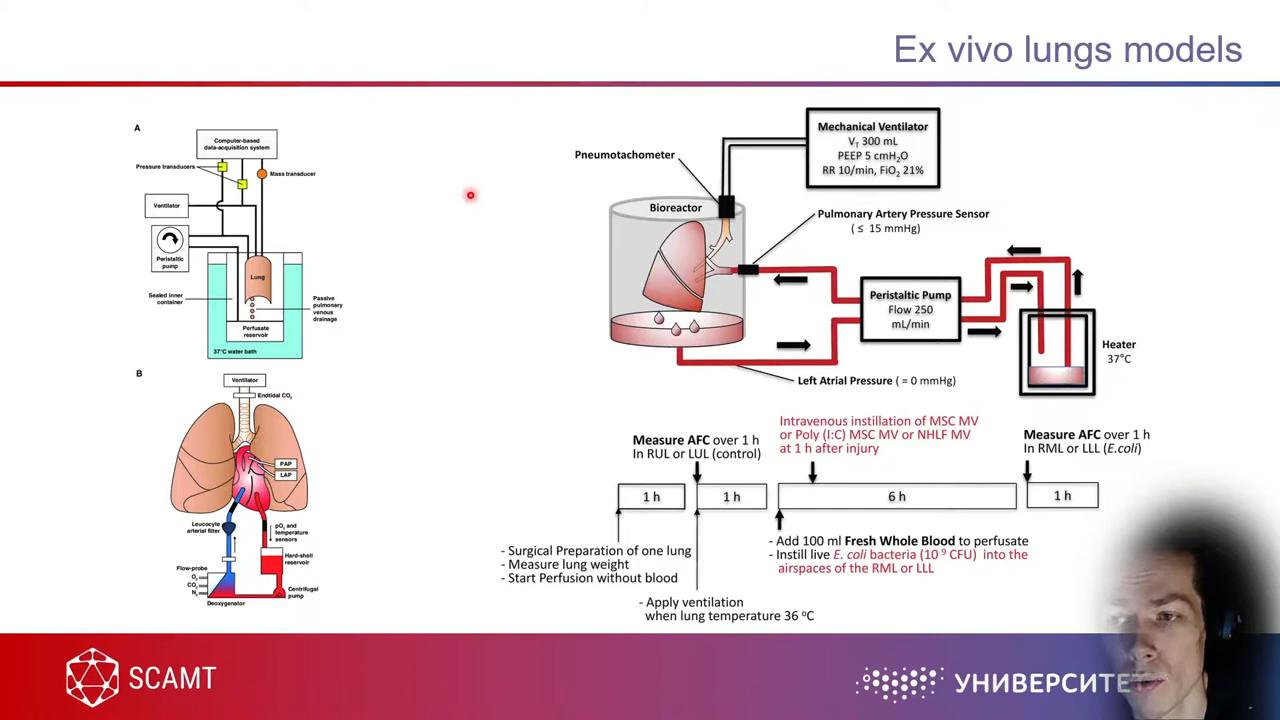 Ex vivo lungs models
A
Computer-based
data-acquisition system
Pressure transducers
Mass transducer
Ventilator
Peristaltic
pump
Lung
Sealed inner
container
Passive
pulmonary
venous
drainage
Perfusate
reservoir
37°C water bath
B
Ventilator
Endtidal CO2
PAP
LAP
Leucocyte
arterial filter
pO2 and
temperature
sensors
Hard-shell
reservoir
Flow-probe
O2
CO2
N2
Deoxygenator
Centrifugal
pump
Mechanical Ventilator
VT 300 mL
PEEP 5 cmH2O
RR 10/min, FiO2 21%
Pneumotachometer
Bioreactor
Pulmonary Artery Pressure Sensor
( ≤ 15 mmHg)
Peristaltic Pump
Flow 250
mL/min
Heater
37°C
Left Atrial Pressure ( = 0 mmHg)
Measure AFC over 1 h
In RUL or LUL (control)
Intravenous instillation of MSC MV
or Poly (I:C) MSC MV or NHLF MV
at 1 h after injury
Measure AFC over 1 h
In RML or LLL (E.coli)
1 h
1 h
6 h
1 h
- Surgical Preparation of one lung
- Measure lung weight
- Start Perfusion without blood
- Apply ventilation
when lung temperature 36 °C
- Add 100 ml Fresh Whole Blood to perfusate
- Instill live E. coli bacteria (10 9 CFU) into the
airspaces of the RML or LLL
SCAMT
УНИВЕРСИТЕ